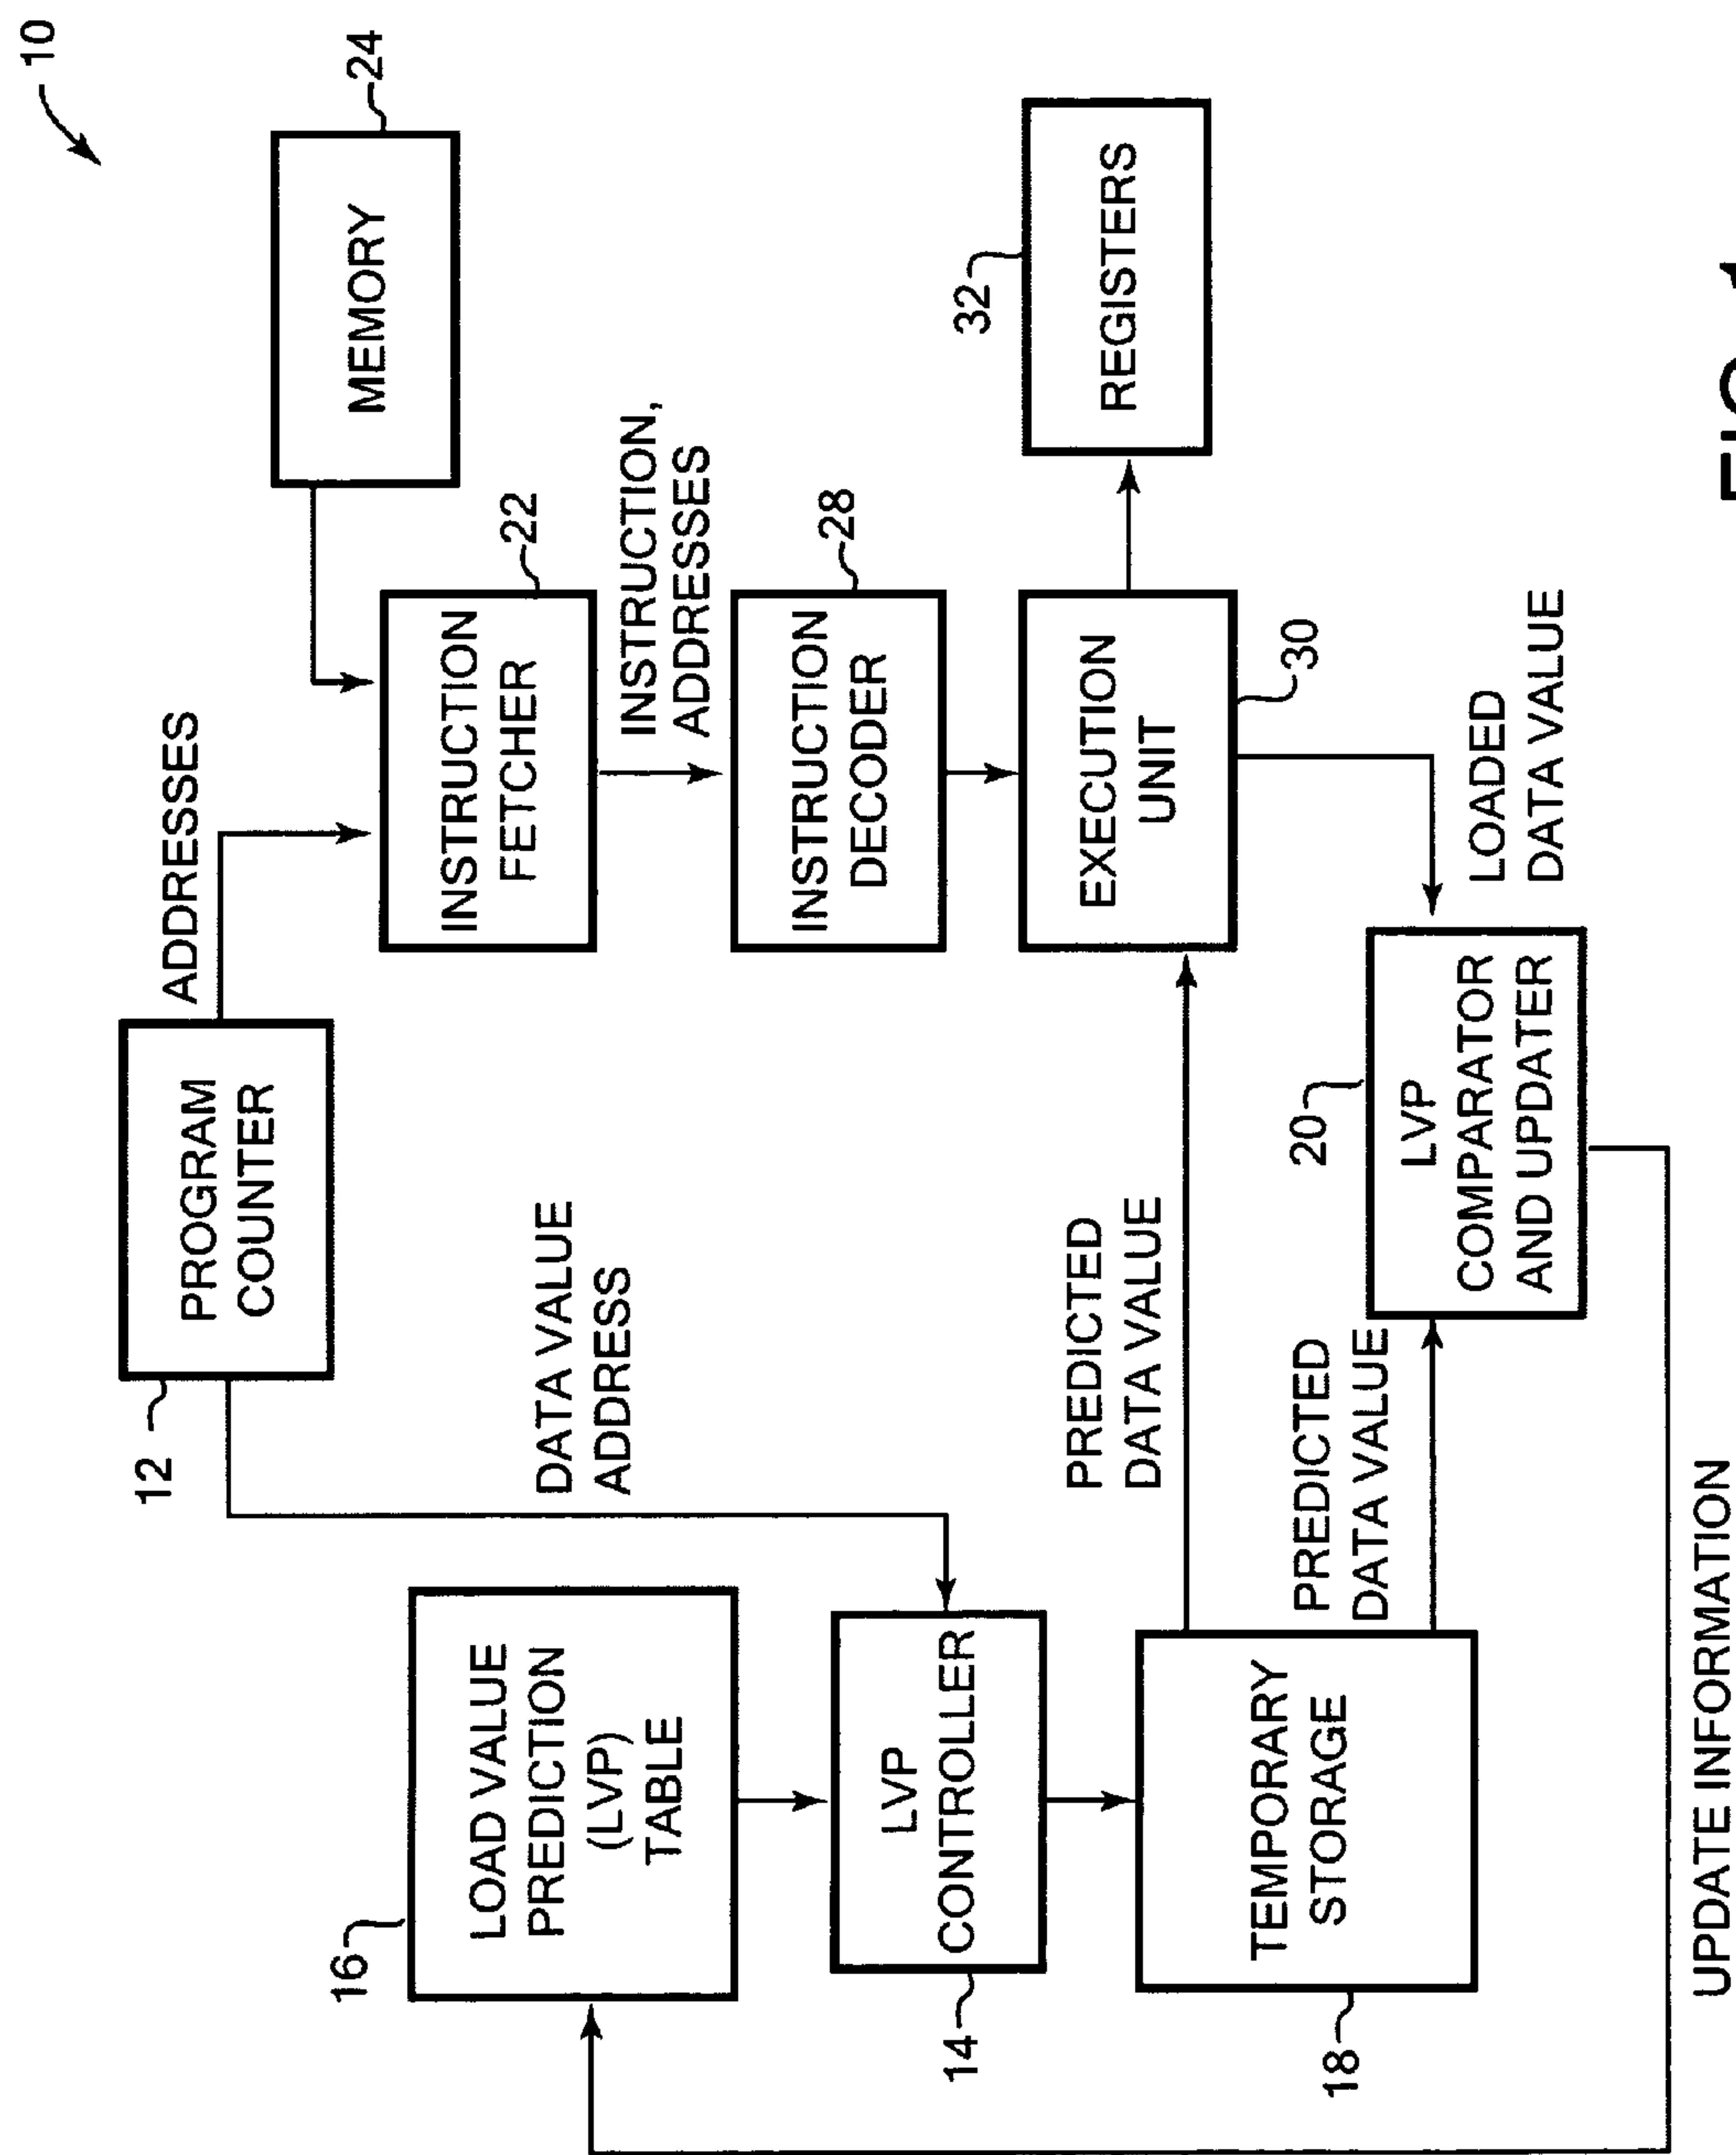 10
PROGRAM
COUNTER
12
ADDRESSES
MEMORY
24
16
LOAD VALUE
PREDICTION
(LVP)
TABLE
DATA VALUE
ADDRESS
INSTRUCTION
FETCHER
22
INSTRUCTION,
ADDRESSES
LVP
CONTROLLER
14
INSTRUCTION
DECODER
28
TEMPORARY
STORAGE
18
PREDICTED
DATA VALUE
EXECUTION
UNIT
30
32
REGISTERS
PREDICTED
DATA VALUE
20
LVP
COMPARATOR
AND UPDATER
LOADED
DATA VALUE
UPDATE INFORMATION